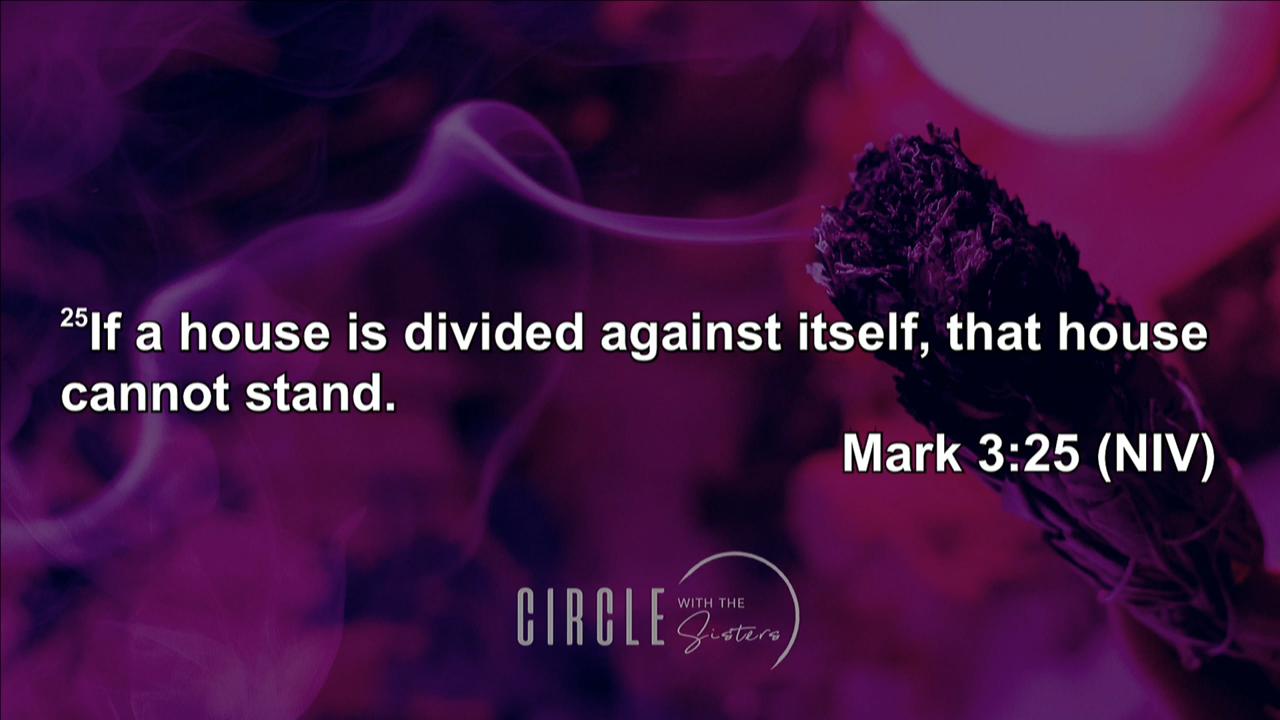 25If a house is divided against itself, that house
cannot stand.
Mark 3:25 (NIV)
CIRCLE WITH THE
Sisters